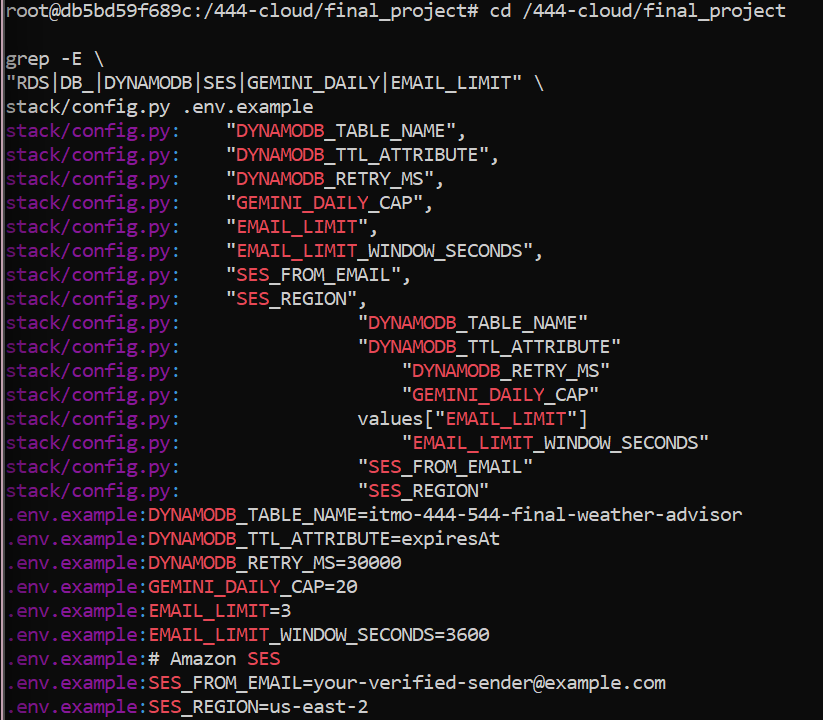 root@db5bd59f689c:/444-cloud/final_project# cd /444-cloud/final_project
grep -E \
"RDS|DB_|DYNAMODB|SES|GEMINI_DAILY|EMAIL_LIMIT" \
stack/config.py .env.example
stack/config.py:    "DYNAMODB_TABLE_NAME",
stack/config.py:    "DYNAMODB_TTL_ATTRIBUTE",
stack/config.py:    "DYNAMODB_RETRY_MS",
stack/config.py:    "GEMINI_DAILY_CAP",
stack/config.py:    "EMAIL_LIMIT",
stack/config.py:    "EMAIL_LIMIT_WINDOW_SECONDS",
stack/config.py:    "SES_FROM_EMAIL",
stack/config.py:    "SES_REGION",
stack/config.py:                "DYNAMODB_TABLE_NAME"
stack/config.py:                "DYNAMODB_TTL_ATTRIBUTE"
stack/config.py:                    "DYNAMODB_RETRY_MS"
stack/config.py:                    "GEMINI_DAILY_CAP"
stack/config.py:                values["EMAIL_LIMIT"]
stack/config.py:                    "EMAIL_LIMIT_WINDOW_SECONDS"
stack/config.py:                "SES_FROM_EMAIL"
stack/config.py:                "SES_REGION"
.env.example:DYNAMODB_TABLE_NAME=itmo-444-544-final-weather-advisor
.env.example:DYNAMODB_TTL_ATTRIBUTE=expiresAt
.env.example:DYNAMODB_RETRY_MS=30000
.env.example:GEMINI_DAILY_CAP=20
.env.example:EMAIL_LIMIT=3
.env.example:EMAIL_LIMIT_WINDOW_SECONDS=3600
.env.example:# Amazon SES
.env.example:SES_FROM_EMAIL=your-verified-sender@example.com
.env.example:SES_REGION=us-east-2